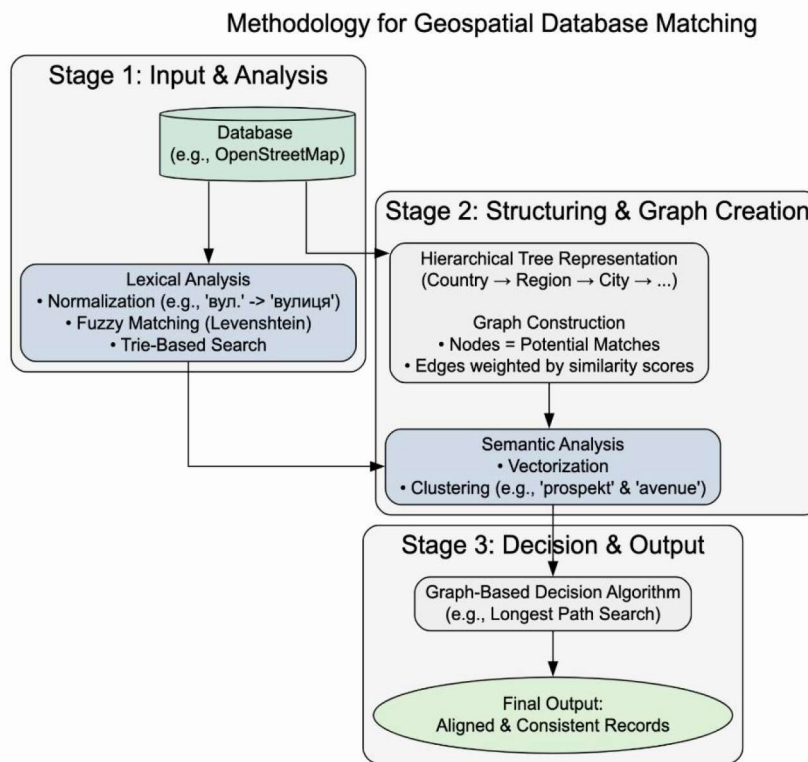 Methodology for Geospatial Database Matching
Stage 1: Input & Analysis
Database
(e.g., OpenStreetMap)
Lexical Analysis
• Normalization (e.g., 'вул.' -> 'вулиця')
• Fuzzy Matching (Levenshtein)
• Trie-Based Search
Stage 2: Structuring & Graph Creation
Hierarchical Tree Representation
(Country → Region → City → ...)
Graph Construction
• Nodes = Potential Matches
• Edges weighted by similarity scores
Semantic Analysis
• Vectorization
• Clustering (e.g., 'prospekt' & 'avenue')
Stage 3: Decision & Output
Graph-Based Decision Algorithm
(e.g., Longest Path Search)
Final Output:
Aligned & Consistent Records